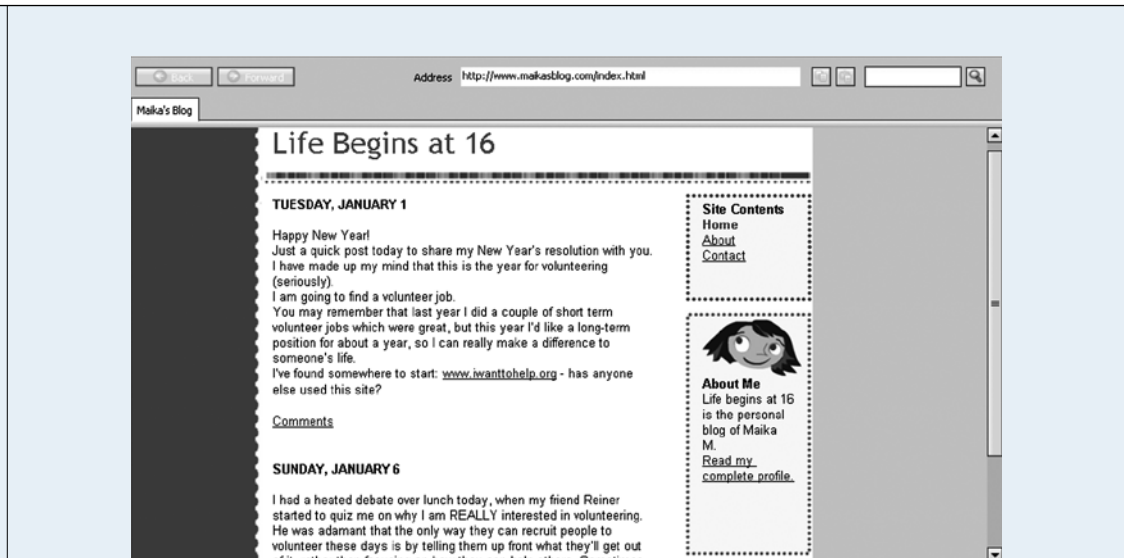 Back
Forward
Address http://www.maikasblog.com/index.html
Maika's Blog
Life Begins at 16
TUESDAY, JANUARY 1
Happy New Year!
Just a quick post today to share my New Year's resolution with you.
I have made up my mind that this is the year for volunteering
(seriously).
I am going to find a volunteer job.
You may remember that last year I did a couple of short term
volunteer jobs which were great, but this year I'd like a long-term
position for about a year, so I can really make a difference to
someone's life.
I've found somewhere to start: www.iwanttohelp.org - has anyone
else used this site?
Comments
SUNDAY, JANUARY 6
I had a heated debate over lunch today, when my friend Reiner
started to quiz me on why I am REALLY interested in volunteering.
He was adamant that the only way they can recruit people to
volunteer these days is by telling them up front what they'll get out
Site Contents
Home
About
Contact
About Me
Life begins at 16
is the personal
blog of Maika
M.
Read my
complete profile.